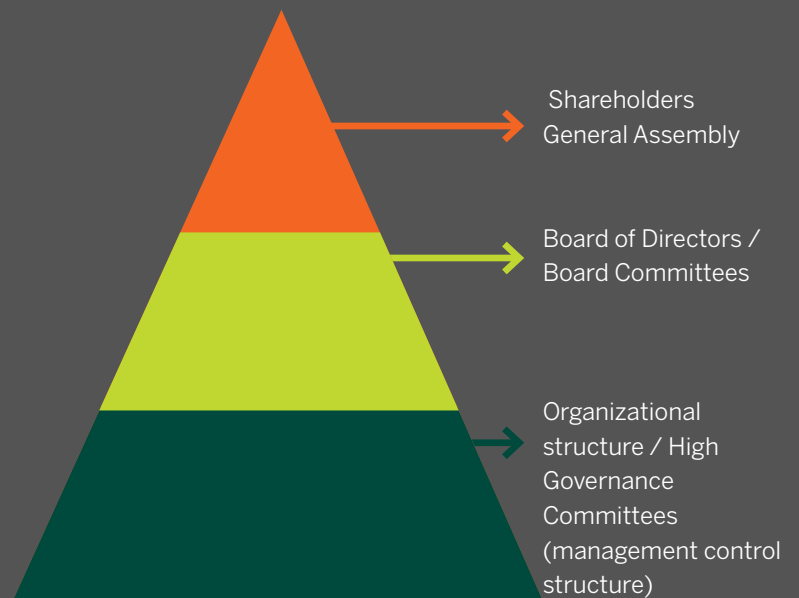 Shareholders
General Assembly
Board of Directors /
Board Committees
Organizational
structure / High
Governance
Committees
(management control
structure)